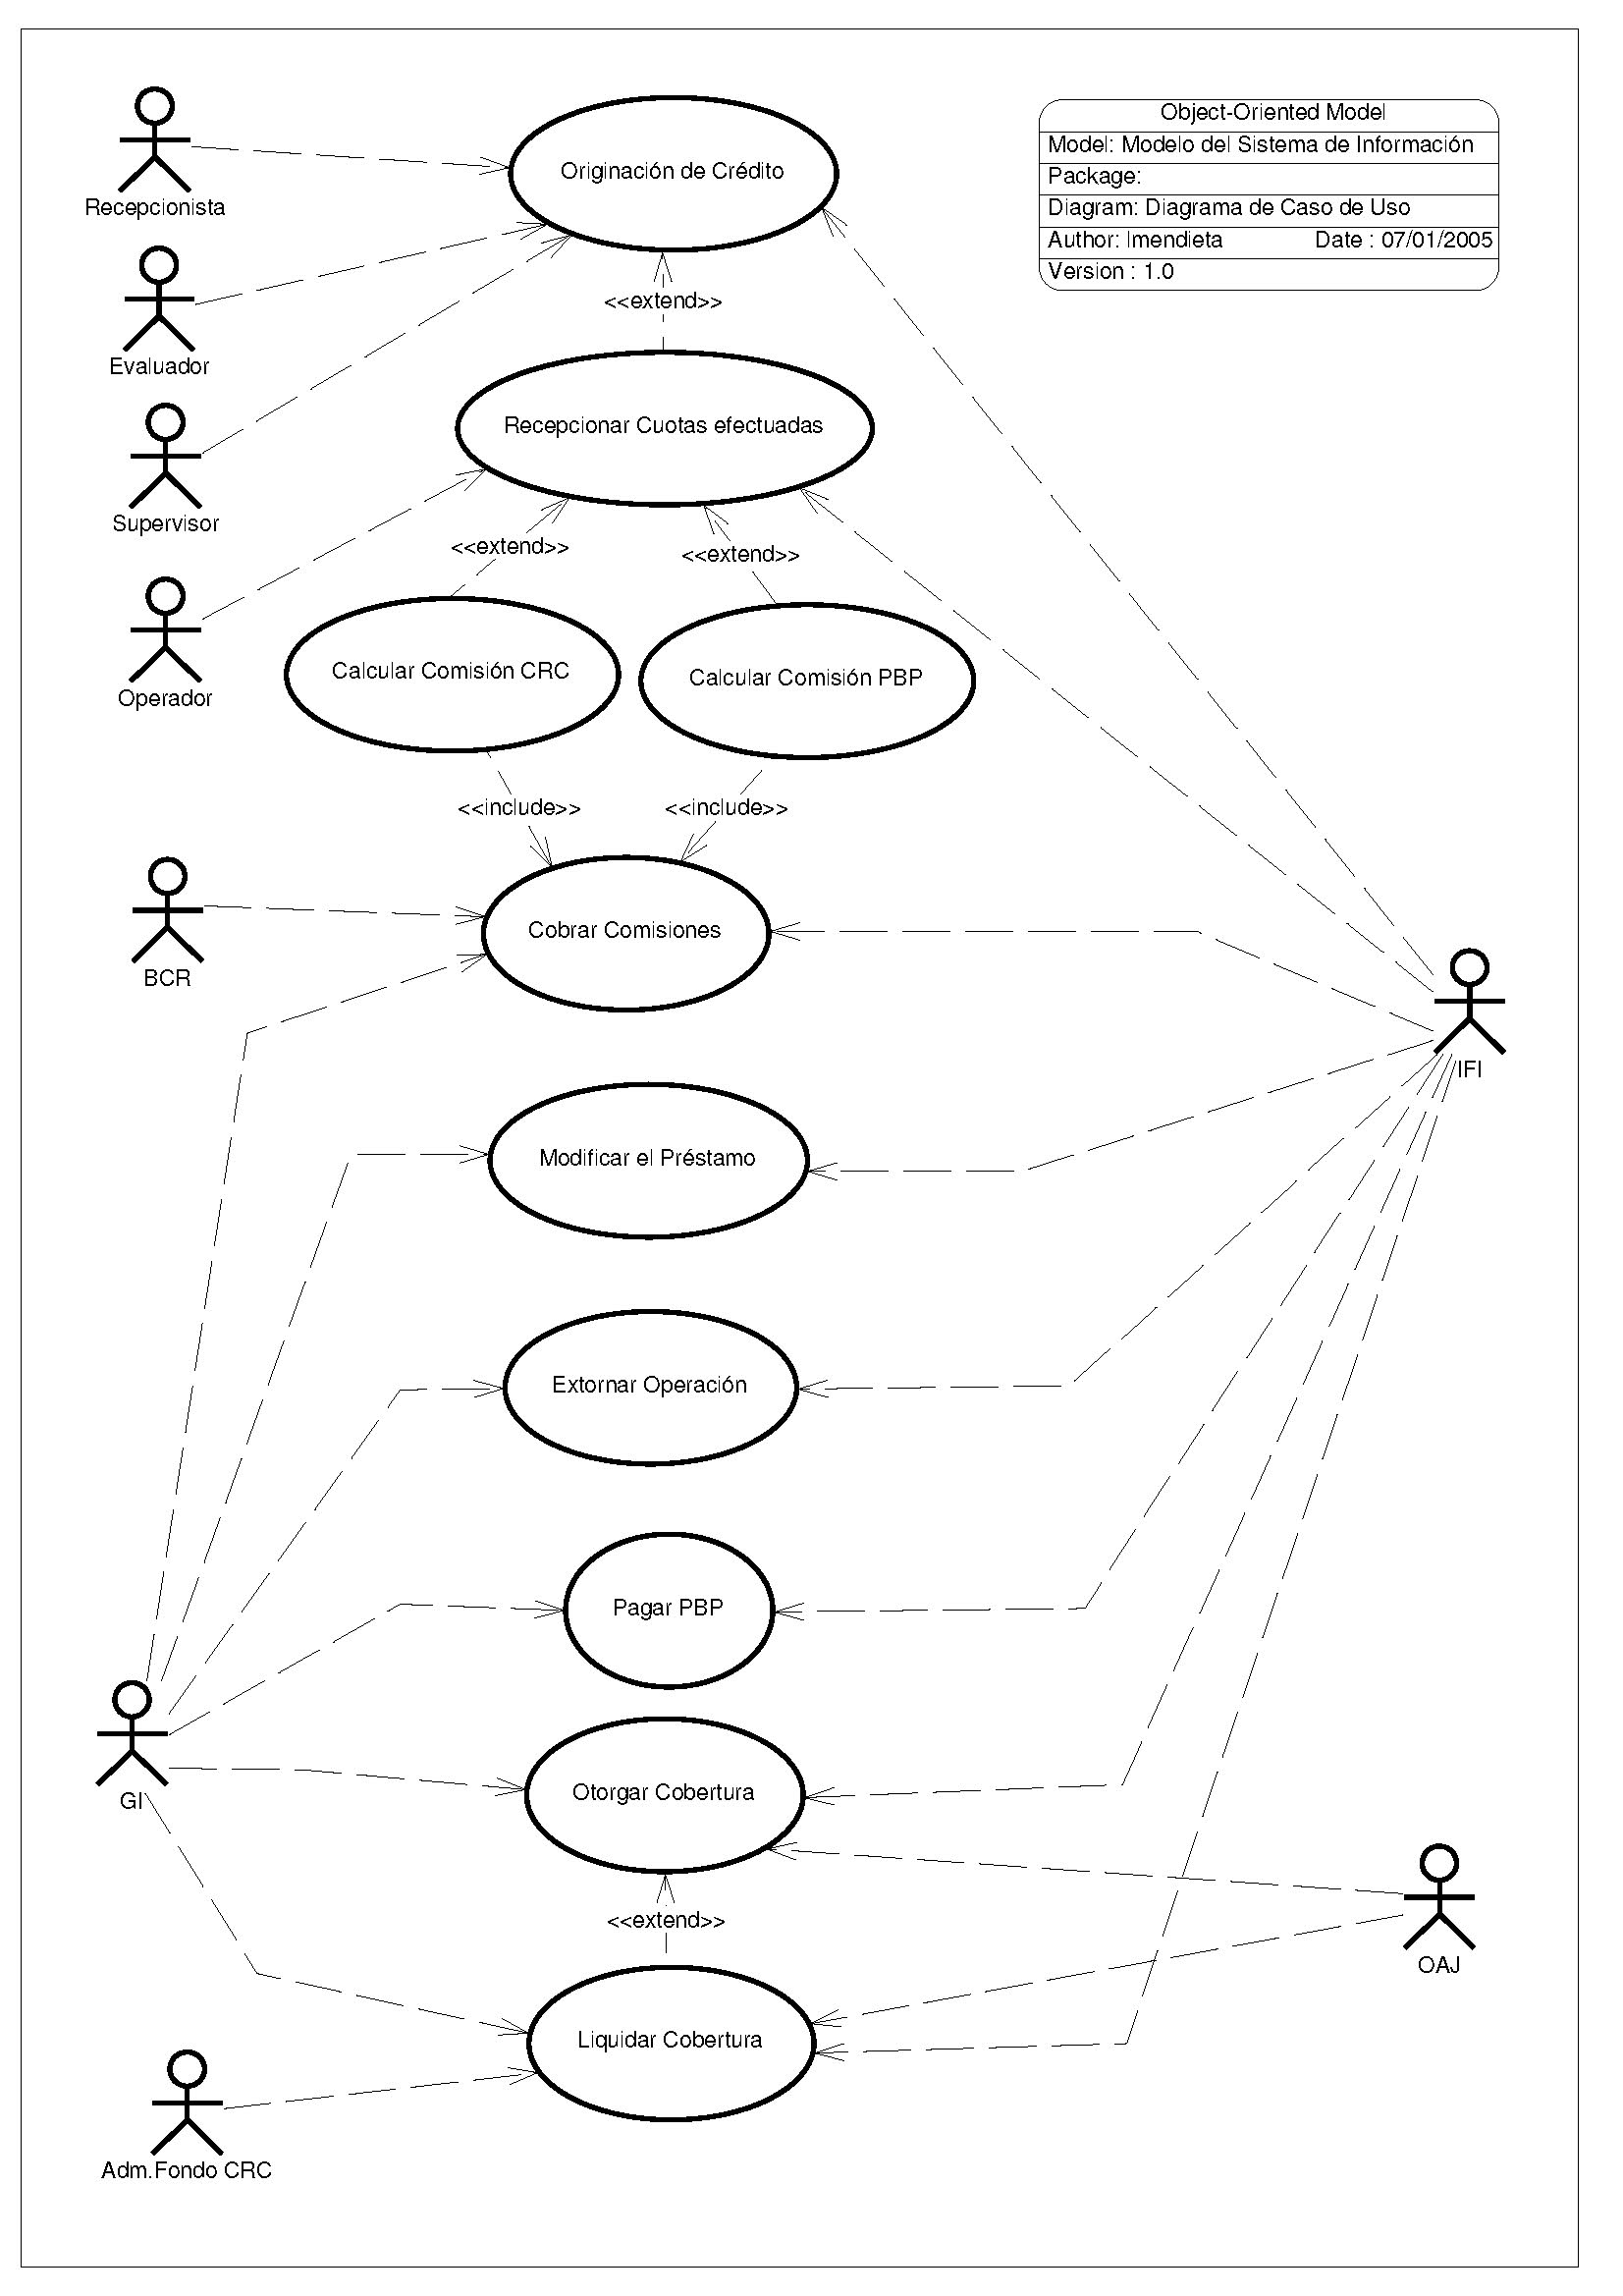 Object-Oriented Model
Model: Modelo del Sistema de Información
Package:
Diagram: Diagrama de Caso de Uso
Author: lmendieta Date : 07/01/2005
Version : 1.0
Recepcionista
Originación de Crédito
<<extend>>
Evaluador
Recepcionar Cuotas efectuadas
Supervisor
<<extend>>
<<extend>>
Operador
Calcular Comisión CRC
Calcular Comisión PBP
<<include>>
<<include>>
BCR
Cobrar Comisiones
IFI
Modificar el Préstamo
Extornar Operación
Pagar PBP
GI
Otorgar Cobertura
<<extend>>
OAJ
Liquidar Cobertura
Adm.Fondo CRC